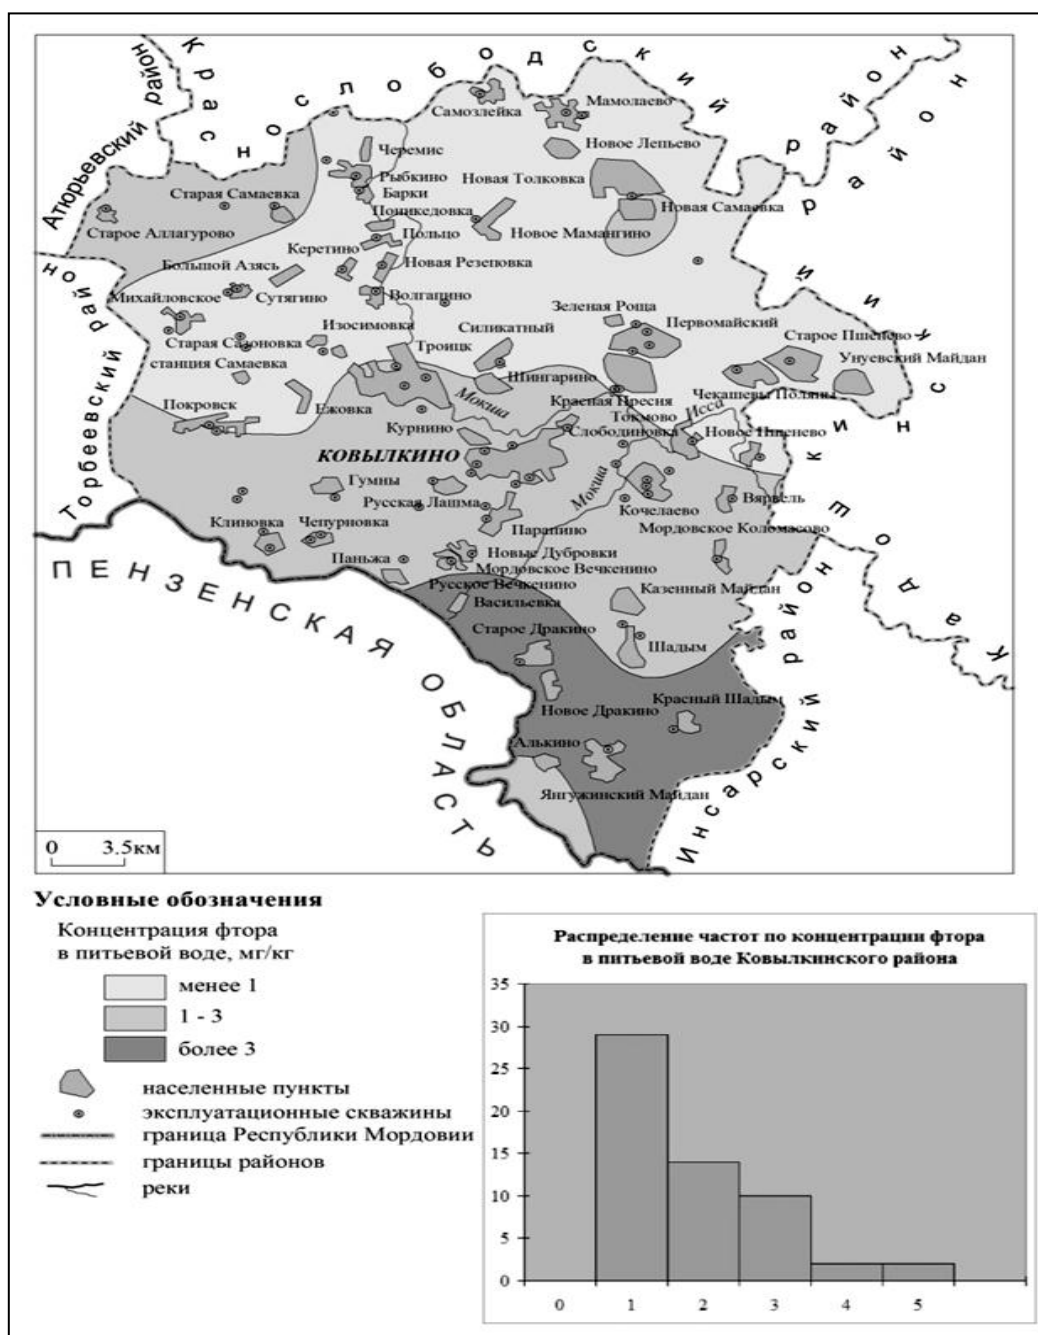 Краснослободский район
Атюрьевский район
Самозлейка
Мамолаево
Черемис
Новое Лепьево
Рыбкино
Новая Толковка
Старая Самаевка
Барки
Поникедовка
Новая Самаевка
Старое Аллагурово
Польцо
Новое Мамангино
Керетино
Большой Азясь
Новая Резеповка
Михайловское
Сутягино
Волгапино
Зеленая Роща
Изосимовка
Силикатный
Первомайский
Старая Сазоновка
Троицк
Старое Пшенево
станция Самаевка
Шингарино
Унуевский Майдан
Чекашевы Поляны
Торбеевский район
Покровск
Ежовка
Мокша
Красная Пресня
Исса
Токмово
Курнино
Слободиновка
Новое Пшенево
КОВЫЛКИНО
Гумны
Мокша
Русская Лашма
Кочелаево
Вярвель
Клиновка
Чепурновка
Парапино
Мордовское Коломасово
Паньжа
Новые Дубровки
Мордовское Вечкенино
Русское Вечкенино
Казенный Майдан
Васильевка
Старое Дракино
Шадым
Красный Шадым
Новое Дракино
Алькино
Янгужинский Майдан
ПЕНЗЕНСКАЯ ОБЛАСТЬ
Инсарский район
Кадошкинский район
0 3.5км
Условные обозначения
Концентрация фтора
в питьевой воде, мг/кг
менее 1
1 - 3
более 3
населенные пункты
эксплуатационные скважины
граница Республики Мордовии
границы районов
реки
Распределение частот по концентрации фтора
в питьевой воде Ковылкинского района
35
30
25
20
15
10
5
0
0 1 2 3 4 5